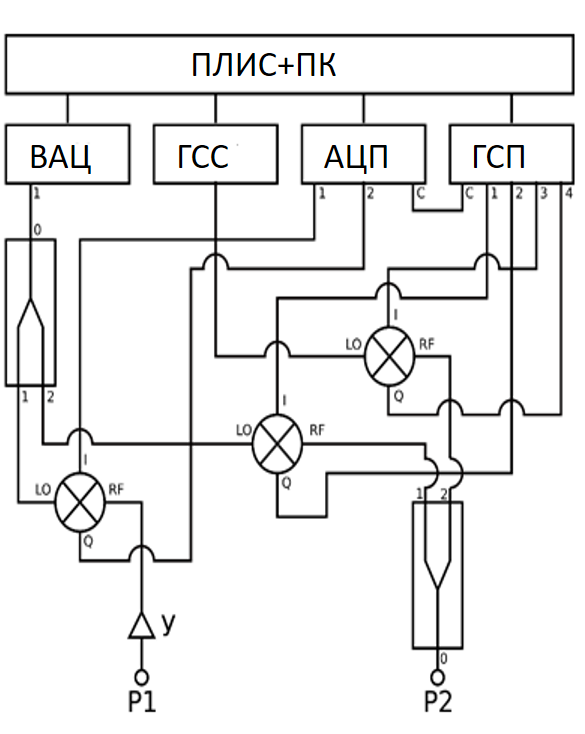 ПЛИС+ПК
ВАЦ ГСС АЦП ГСП
1 1 2 C C 1 2 3 4
0
I
LO RF
1 2 Q
I
LO RF
I Q
LO RF 1 2
Q
У
0
P1 P2